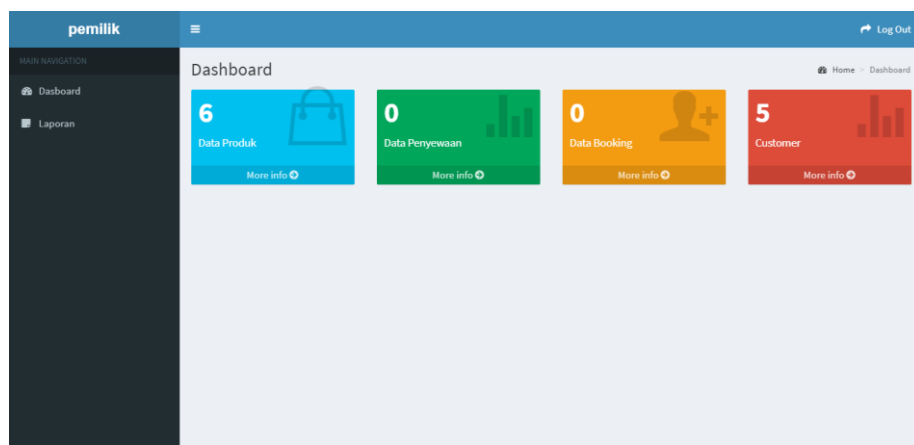 pemilik
Log Out
MAIN NAVIGATION
Dasboard
Laporan
Dashboard
Home > Dashboard
6
Data Produk
More info
0
Data Penyewaan
More info
0
Data Booking
More info
5
Customer
More info